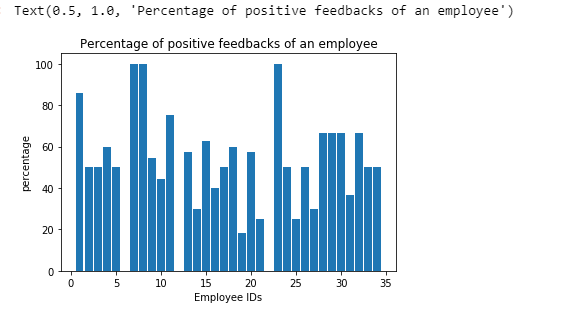 Text(0.5, 1.0, 'Percentage of positive feedbacks of an employee')
Percentage of positive feedbacks of an employee
100
80
60
40
20
0
percentage
0 5 10 15 20 25 30 35
Employee IDs